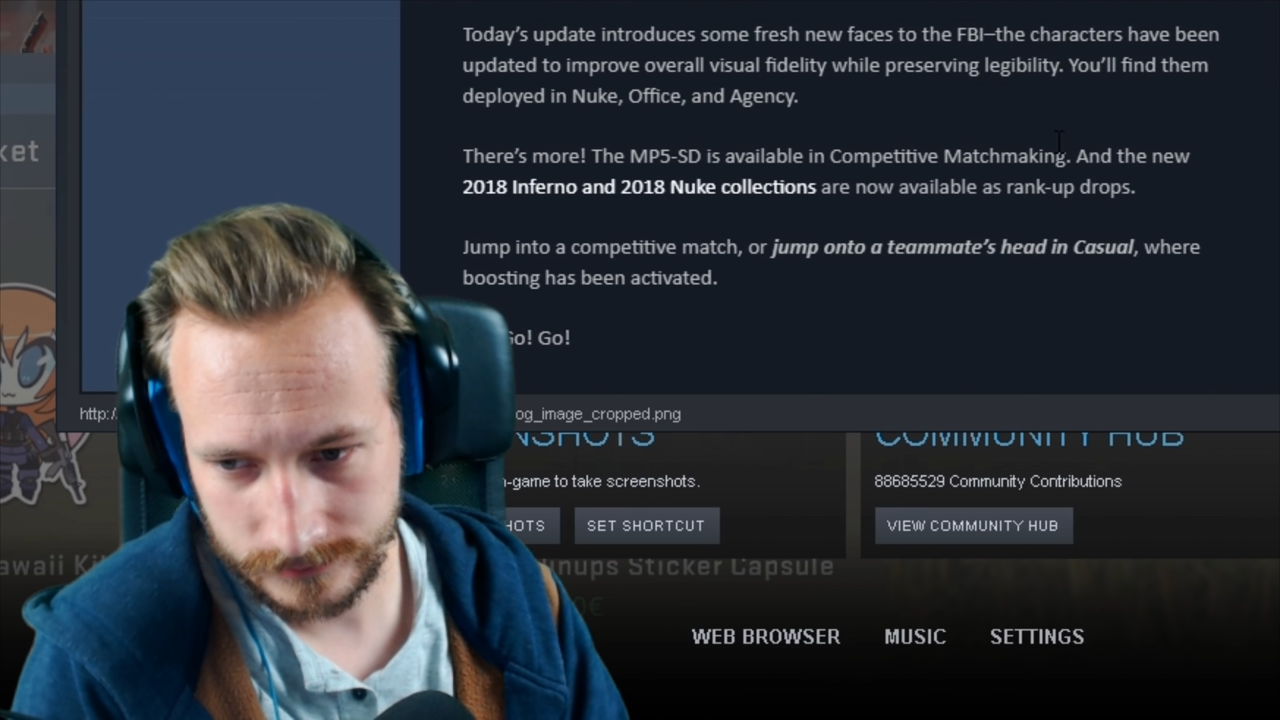 Today's update introduces some fresh new faces to the FBI–the characters have been
updated to improve overall visual fidelity while preserving legibility. You'll find them
deployed in Nuke, Office, and Agency.
There's more! The MP5-SD is available in Competitive Matchmaking. And the new
2018 Inferno and 2018 Nuke collections are now available as rank-up drops.
Jump into a competitive match, or jump onto a teammate's head in Casual, where
boosting has been activated.
Go! Go!
http:/ og_image_cropped.png
COMMUNITY HUB
-game to take screenshots.
88685529 Community Contributions
SET SHORTCUT
VIEW COMMUNITY HUB
Sticker Capsule
WEB BROWSER
MUSIC
SETTINGS